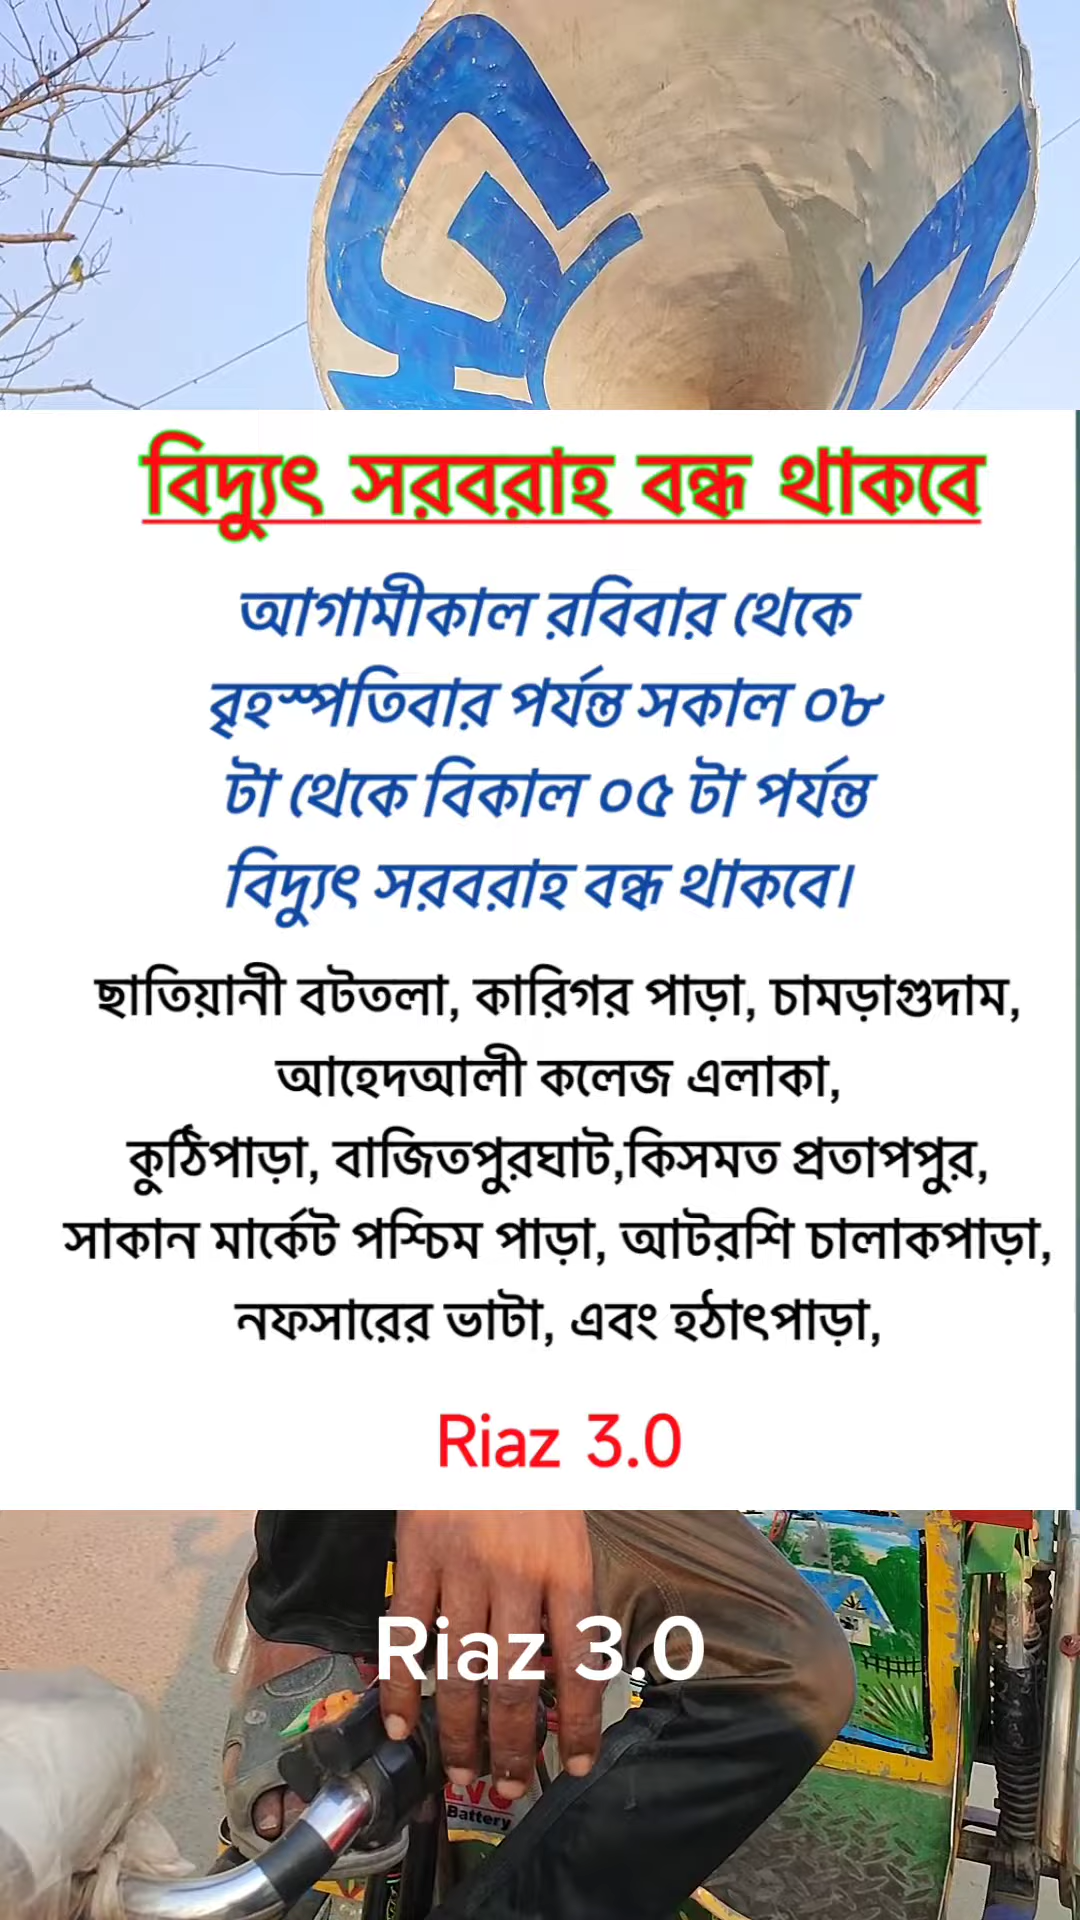 বিদ্যুৎ সরবরাহ বন্ধ থাকবে
আগামীকাল রবিবার থেকে
বৃহস্পতিবার পর্যন্ত সকাল ০৮
টা থেকে বিকাল ০৫ টা পর্যন্ত
বিদ্যুৎ সরবরাহ বন্ধ থাকবে।
ছাতিয়ানী বটতলা, কারিগর পাড়া, চামড়াগুদাম,
আহেদআলী কলেজ এলাকা,
কুঠিপাড়া, বাজিতপুরঘাট,কিসমত প্রতাপপুর,
সাকান মার্কেট পশ্চিম পাড়া, আটরশি চালাকপাড়া,
নফসারের ভাটা, এবং হঠাৎপাড়া,
Riaz 3.0
Riaz 3.0
Battery